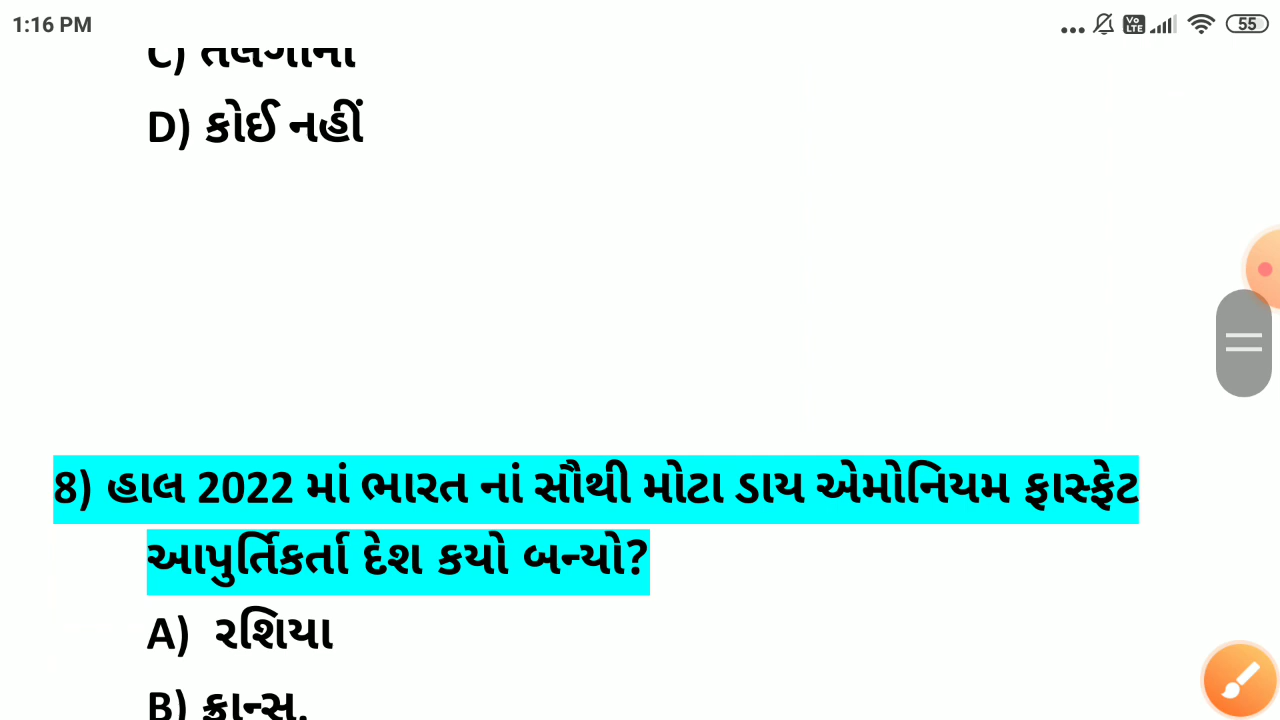 1:16 PM
55
C) તેલંગાના
D) કોઈ નહીં
8) હાલ 2022 માં ભારત નાં સૌથી મોટા ડાય એમોનિયમ ફાસ્ફેટ
આપુર્તિકર્તા દેશ કયો બન્યો?
A) રશિયા
B) ફ્રાન્સ.